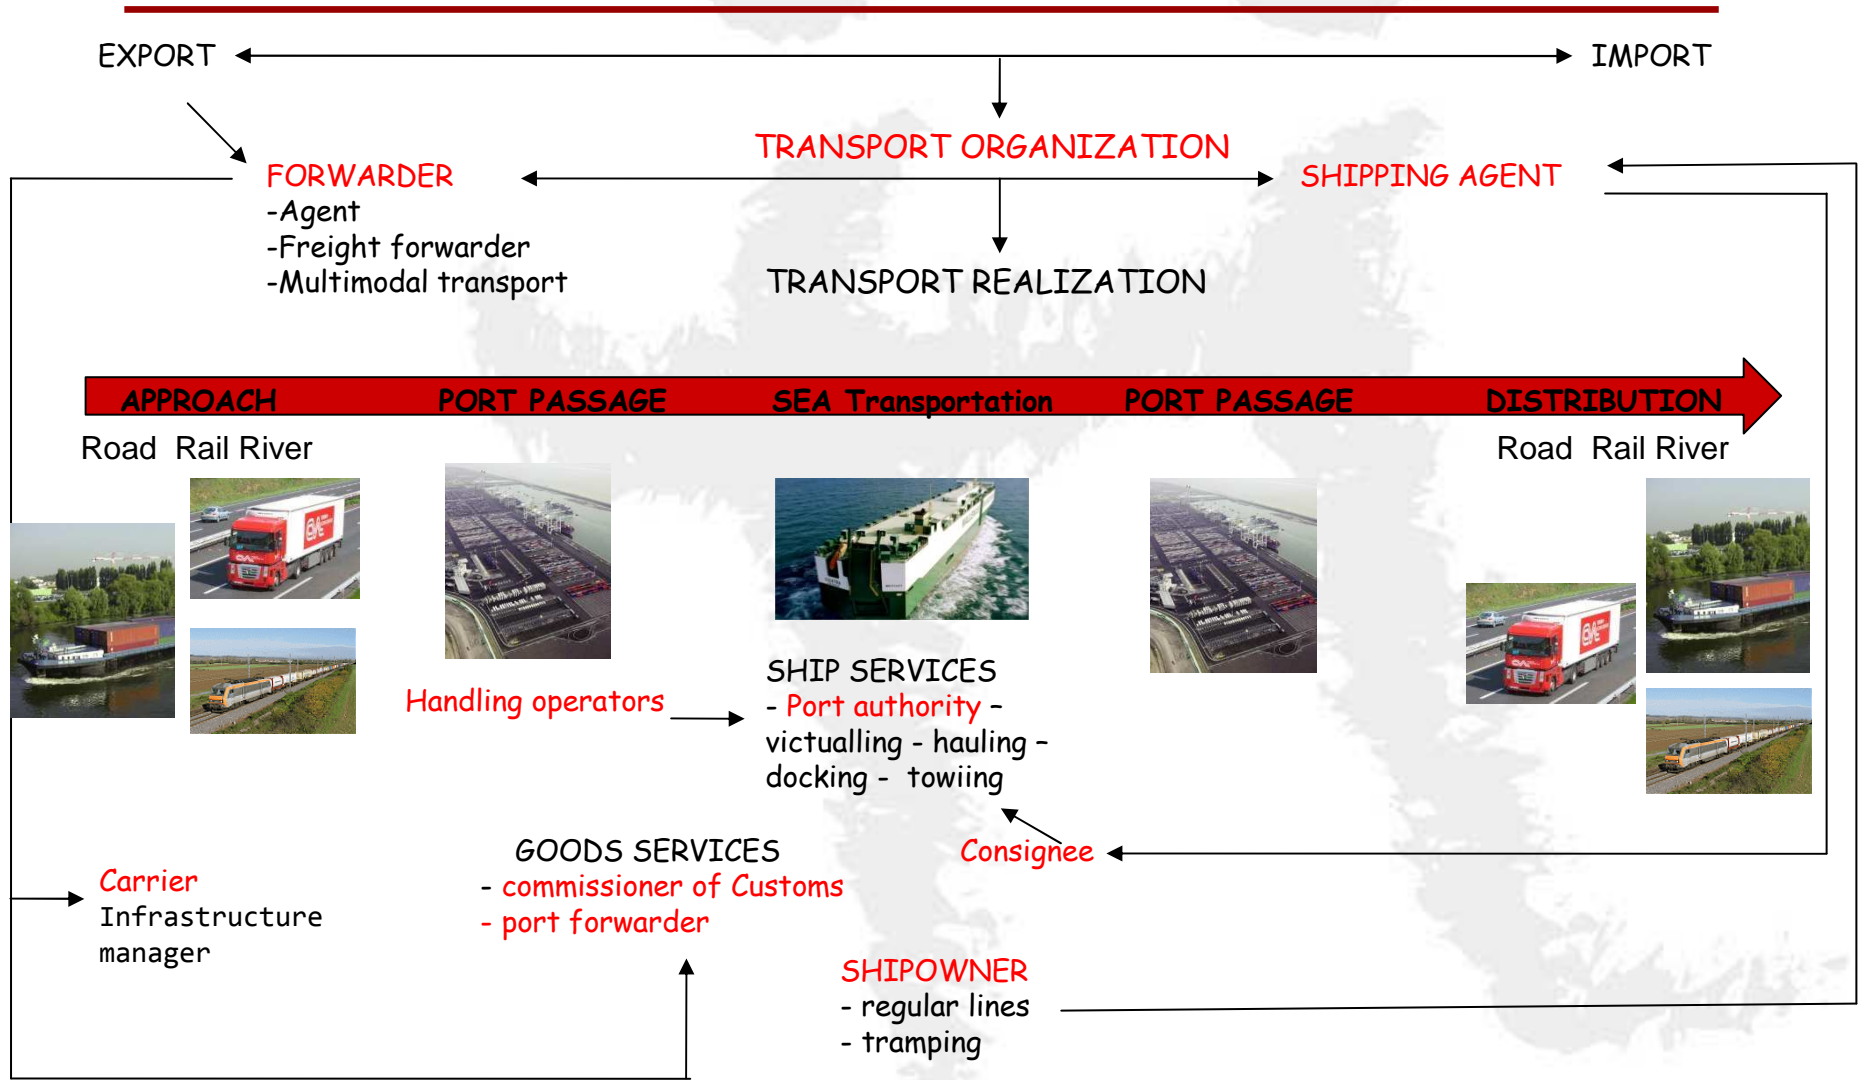 EXPORT
IMPORT
TRANSPORT ORGANIZATION
FORWARDER
-Agent
-Freight forwarder
-Multimodal transport
SHIPPING AGENT
TRANSPORT REALIZATION
APPROACH
PORT PASSAGE
SEA Transportation
PORT PASSAGE
DISTRIBUTION
Road Rail River
Road Rail River
Handling operators
SHIP SERVICES
- Port authority –
victualling - hauling –
docking - towiing
GOODS SERVICES
- commissioner of Customs
- port forwarder
Consignee
Carrier
Infrastructure
manager
SHIPOWNER
- regular lines
- tramping